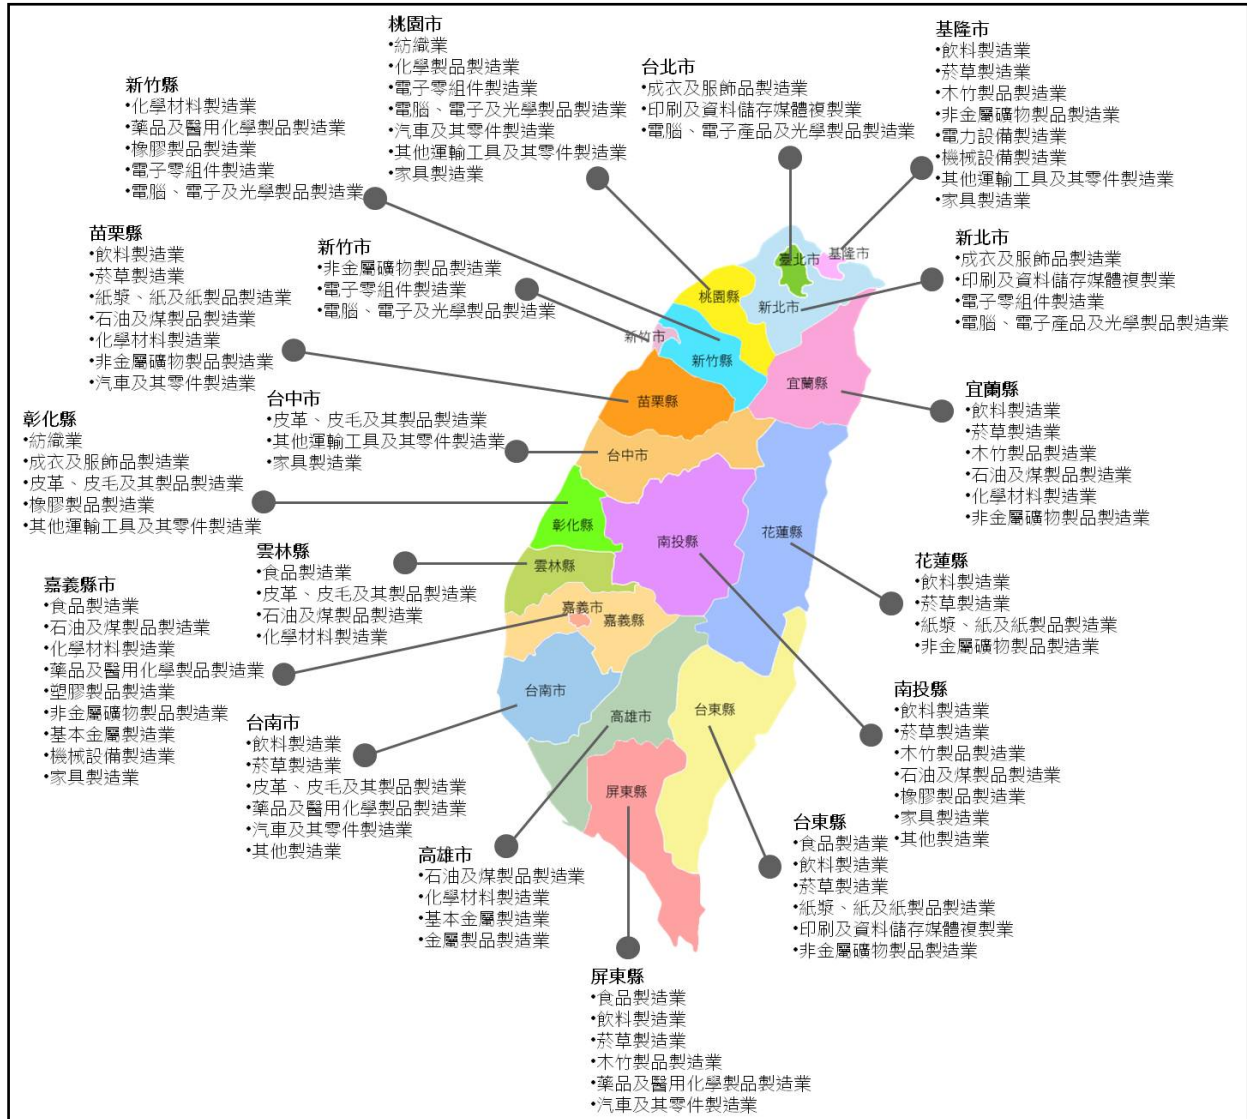 桃園市
•紡織業
•化學製品製造業
•電子零組件製造業
•電腦、電子及光學製品製造業
•汽車及其零件製造業
•其他運輸工具及其零件製造業
•家具製造業
台北市
•成衣及服飾品製造業
•印刷及資料儲存媒體複製業
•電腦、電子產品及光學製品製造業
基隆市
•飲料製造業
•菸草製造業
•木竹製品製造業
•非金屬礦物製品製造業
•電力設備製造業
•機械設備製造業
•其他運輸工具及其零件製造業
•家具製造業
新竹縣
•化學材料製造業
•藥品及醫用化學製品製造業
•橡膠製品製造業
•電子零組件製造業
•電腦、電子及光學製品製造業
苗栗縣
•飲料製造業
•菸草製造業
•紙漿、紙及紙製品製造業
•石油及煤製品製造業
•化學材料製造業
•非金屬礦物製品製造業
•汽車及其零件製造業
新竹市
•非金屬礦物製品製造業
•電子零組件製造業
•電腦、電子及光學製品製造業
新北市
•成衣及服飾品製造業
•印刷及資料儲存媒體複製業
•電子零組件製造業
•電腦、電子產品及光學製品製造業
台中市
•皮革、皮毛及其製品製造業
•其他運輸工具及其零件製造業
•家具製造業
宜蘭縣
•飲料製造業
•菸草製造業
•木竹製品製造業
•石油及煤製品製造業
•化學材料製造業
•非金屬礦物製品製造業
彰化縣
•紡織業
•成衣及服飾品製造業
•皮革、皮毛及其製品製造業
•橡膠製品製造業
•其他運輸工具及其零件製造業
雲林縣
•食品製造業
•皮革、皮毛及其製品製造業
•石油及煤製品製造業
•化學材料製造業
花蓮縣
•飲料製造業
•菸草製造業
•紙漿、紙及紙製品製造業
•非金屬礦物製品製造業
嘉義縣市
•食品製造業
•石油及煤製品製造業
•化學材料製造業
•藥品及醫用化學製品製造業
•塑膠製品製造業
•非金屬礦物製品製造業
•基本金屬製造業
•機械設備製造業
•家具製造業
南投縣
•飲料製造業
•菸草製造業
•木竹製品製造業
•石油及煤製品製造業
•橡膠製品製造業
•家具製造業
•其他製造業
台南市
•飲料製造業
•菸草製造業
•皮革、皮毛及其製品製造業
•藥品及醫用化學製品製造業
•汽車及其零件製造業
•其他製造業
高雄市
•石油及煤製品製造業
•化學材料製造業
•基本金屬製造業
•金屬製品製造業
台東縣
•食品製造業
•飲料製造業
•菸草製造業
•紙漿、紙及紙製品製造業
•印刷及資料儲存媒體複製業
•非金屬礦物製品製造業
屏東縣
•食品製造業
•飲料製造業
•菸草製造業
•木竹製品製造業
•藥品及醫用化學製品製造業
•汽車及其零件製造業
基隆市
臺北市
桃園縣
新北市
新竹市
新竹縣
宜蘭縣
苗栗縣
台中市
彰化縣
南投縣
花蓮縣
雲林縣
嘉義市
嘉義縣
台南市
高雄市
台東縣
屏東縣